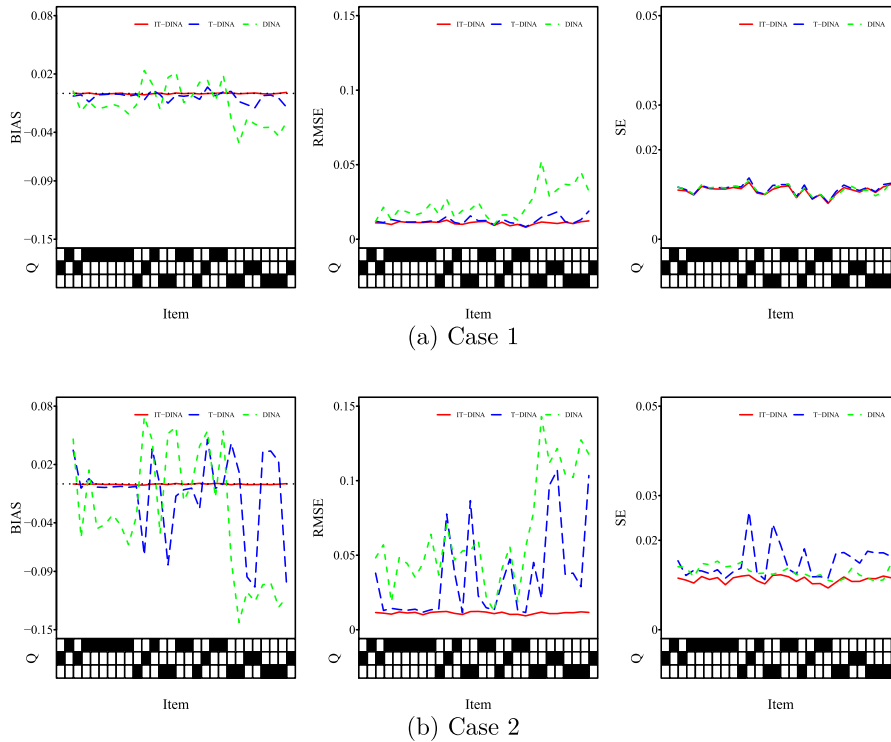 IT−DINA T−DINA DINA
BIAS
0.08
0.02
−0.04
−0.09
−0.15
Q
Item
IT−DINA T−DINA DINA
RMSE
0.15
0.1
0.05
0
Q
Item
IT−DINA T−DINA DINA
SE
0.05
0.03
0.02
0
Q
Item
(a) Case 1
IT−DINA T−DINA DINA
BIAS
0.08
0.02
−0.04
−0.09
−0.15
Q
Item
IT−DINA T−DINA DINA
RMSE
0.15
0.1
0.05
0
Q
Item
IT−DINA T−DINA DINA
SE
0.05
0.03
0.02
0
Q
Item
(b) Case 2